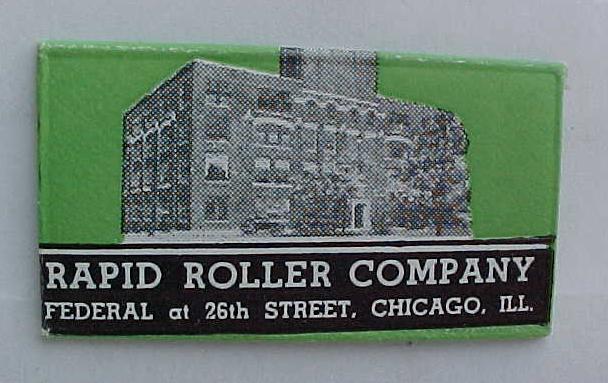 RAPID ROLLER COMPANY
FEDERAL at 26th STREET, CHICAGO, ILL.